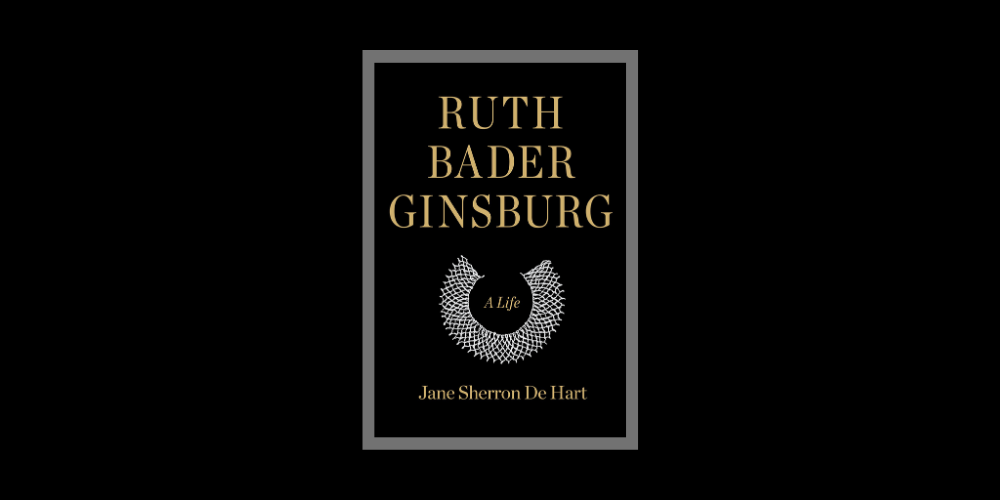 RUTH
BADER
GINSBURG
A Life
Jane Sherron De Hart